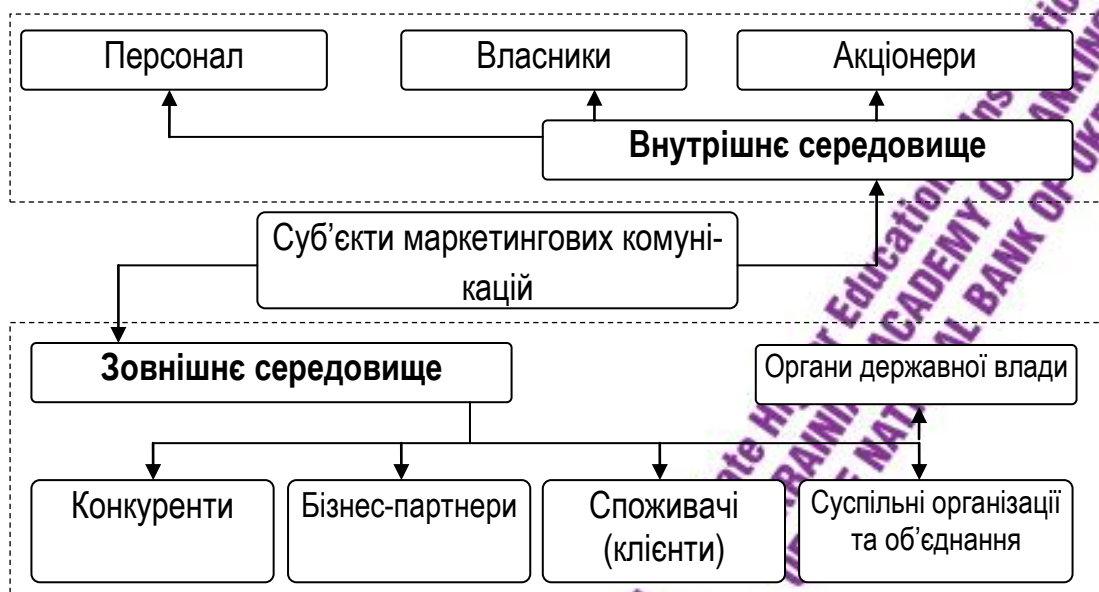 Персонал
Власники
Акціонери
Внутрішнє середовище
Суб’єкти маркетингових комуні-
кацій
Зовнішнє середовище
Органи державної влади
Конкуренти
Бізнес-партнери
Споживачі
(клієнти)
Суспільні організації
та об’єднання